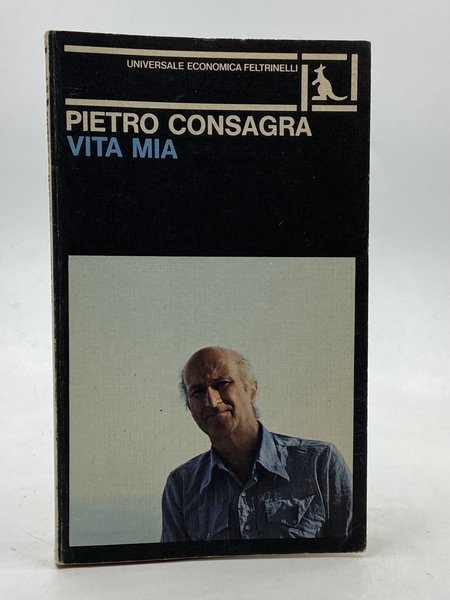 UNIVERSALE ECONOMICA FELTRINELLI
PIETRO CONSAGRA
VITA MIA